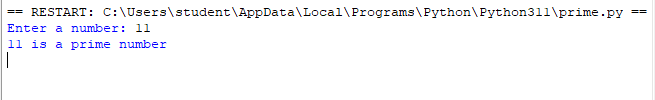 == RESTART: C:\Users\student\AppData\Local\Programs\Python\Python311\prime.py ==
Enter a number: 11
11 is a prime number